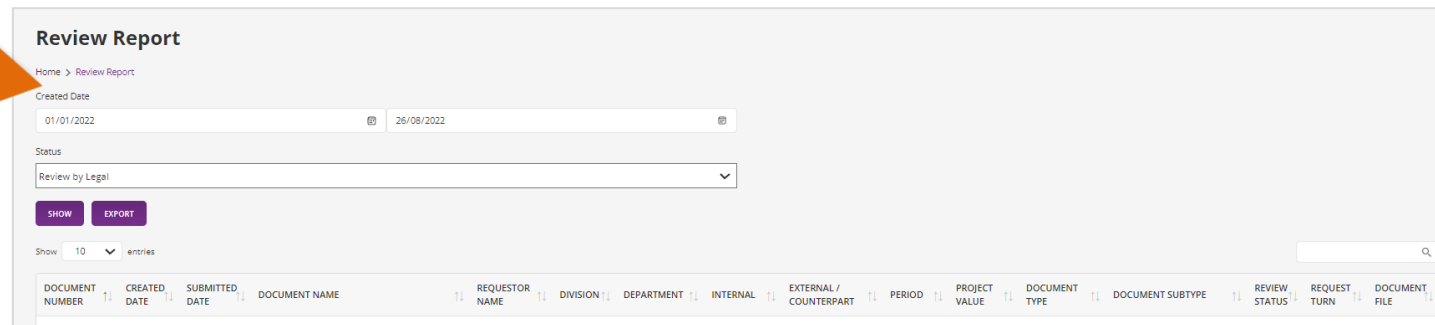 Review Report
Home > Review Report
Created Date
01/01/2022 26/08/2022
Status
Review by Legal
SHOW EXPORT
Show 10 entries
DOCUMENT NUMBER CREATED DATE SUBMITTED DATE DOCUMENT NAME REQUESTOR NAME DIVISION DEPARTMENT INTERNAL EXTERNAL / COUNTERPART PERIOD PROJECT VALUE DOCUMENT TYPE DOCUMENT SUBTYPE REVIEW STATUS REQUEST TURN DOCUMENT FILE